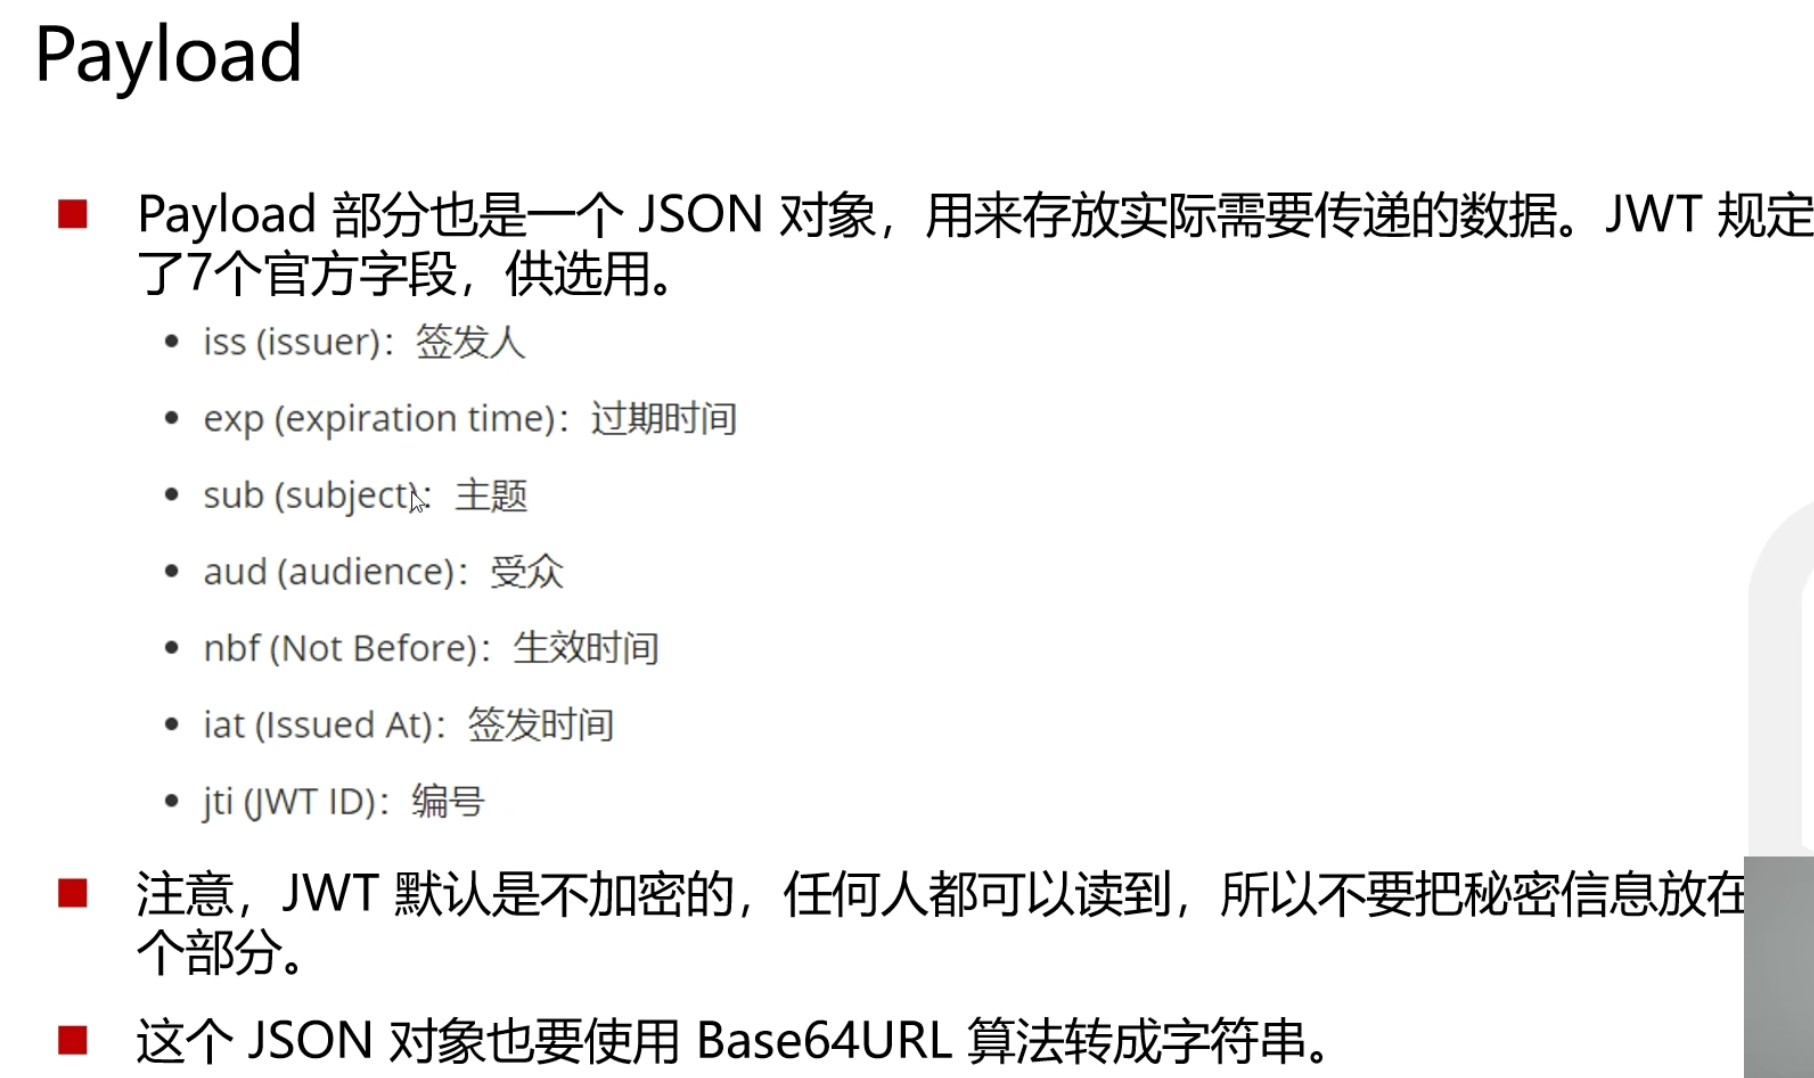 Payload
Payload 部分也是一个 JSON 对象，用来存放实际需要传递的数据。JWT 规定
了7个官方字段，供选用。
iss (issuer)：签发人
exp (expiration time)：过期时间
sub (subject)：主题
aud (audience)：受众
nbf (Not Before)：生效时间
iat (Issued At)：签发时间
jti (JWT ID)：编号
注意，JWT 默认是不加密的，任何人都可以读到，所以不要把秘密信息放在
个部分。
这个 JSON 对象也要使用 Base64URL 算法转成字符串。